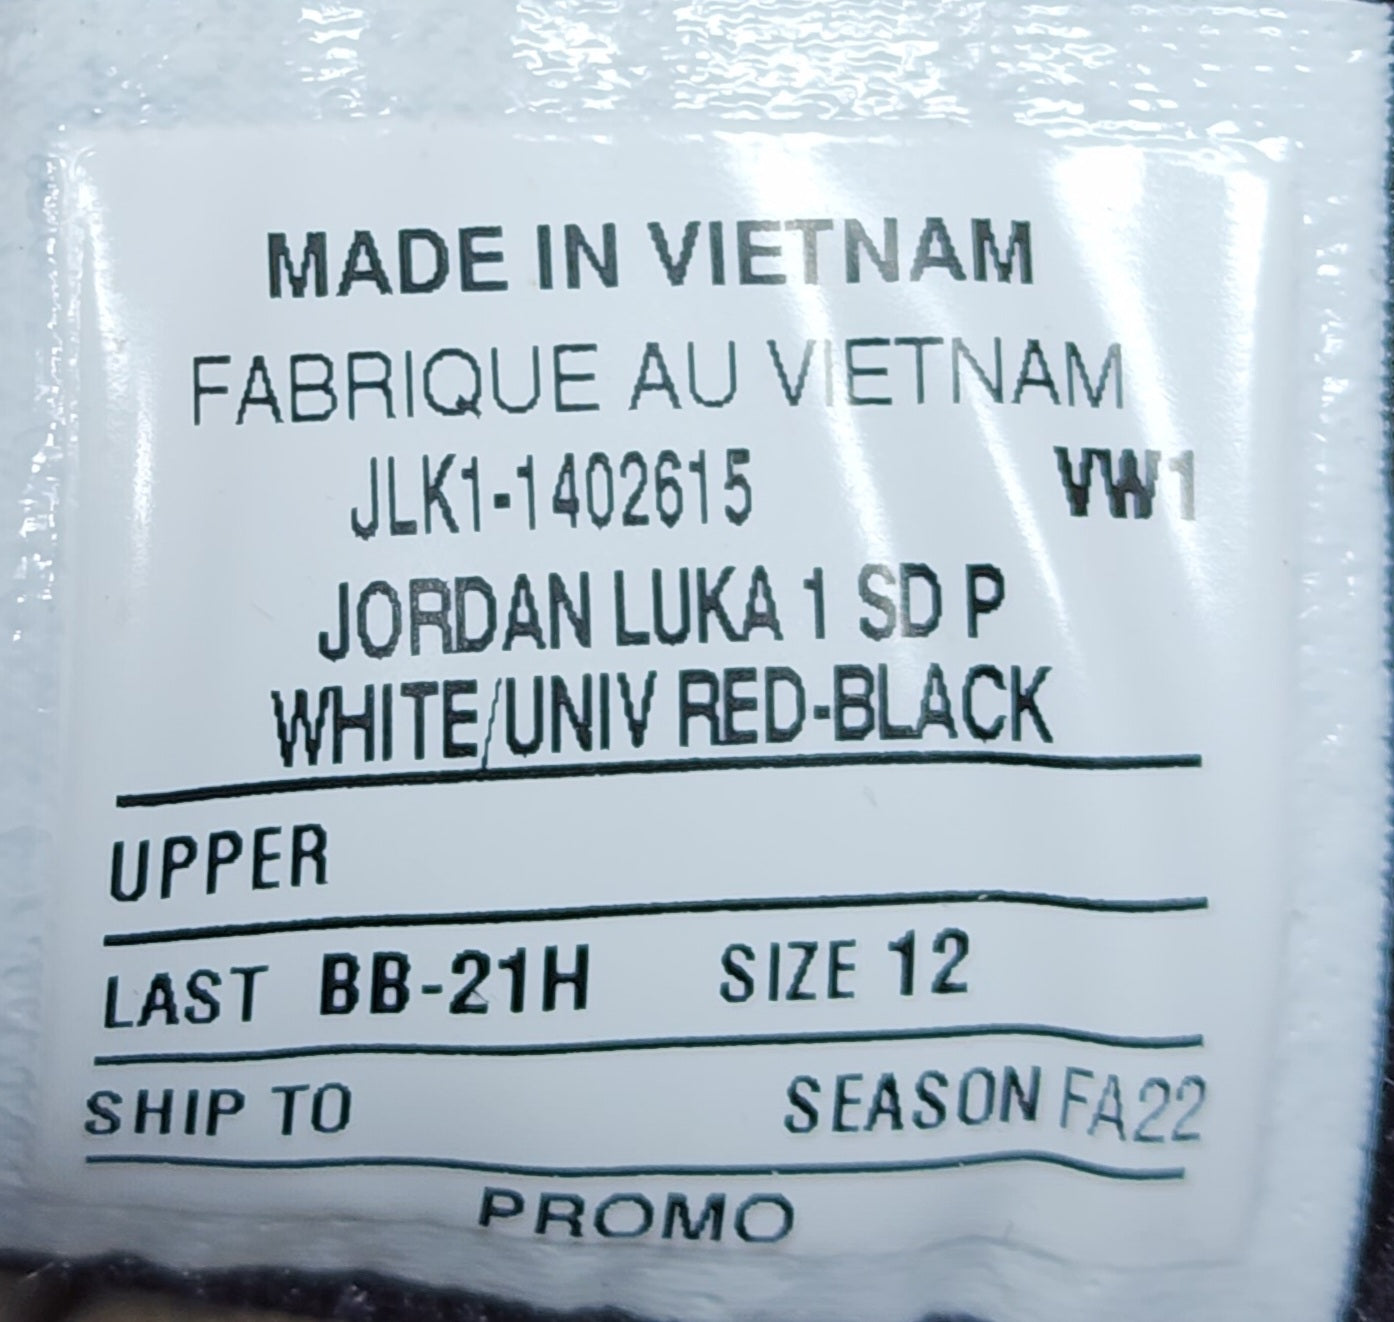 MADE IN VIETNAM
FABRIQUE AU VIETNAM
JLK1-1402615 VW1
JORDAN LUKA 1 SD P
WHITE/UNIV RED-BLACK
UPPER
LAST BB-21H SIZE 12
SHIP TO SEASON FA22
PROMO